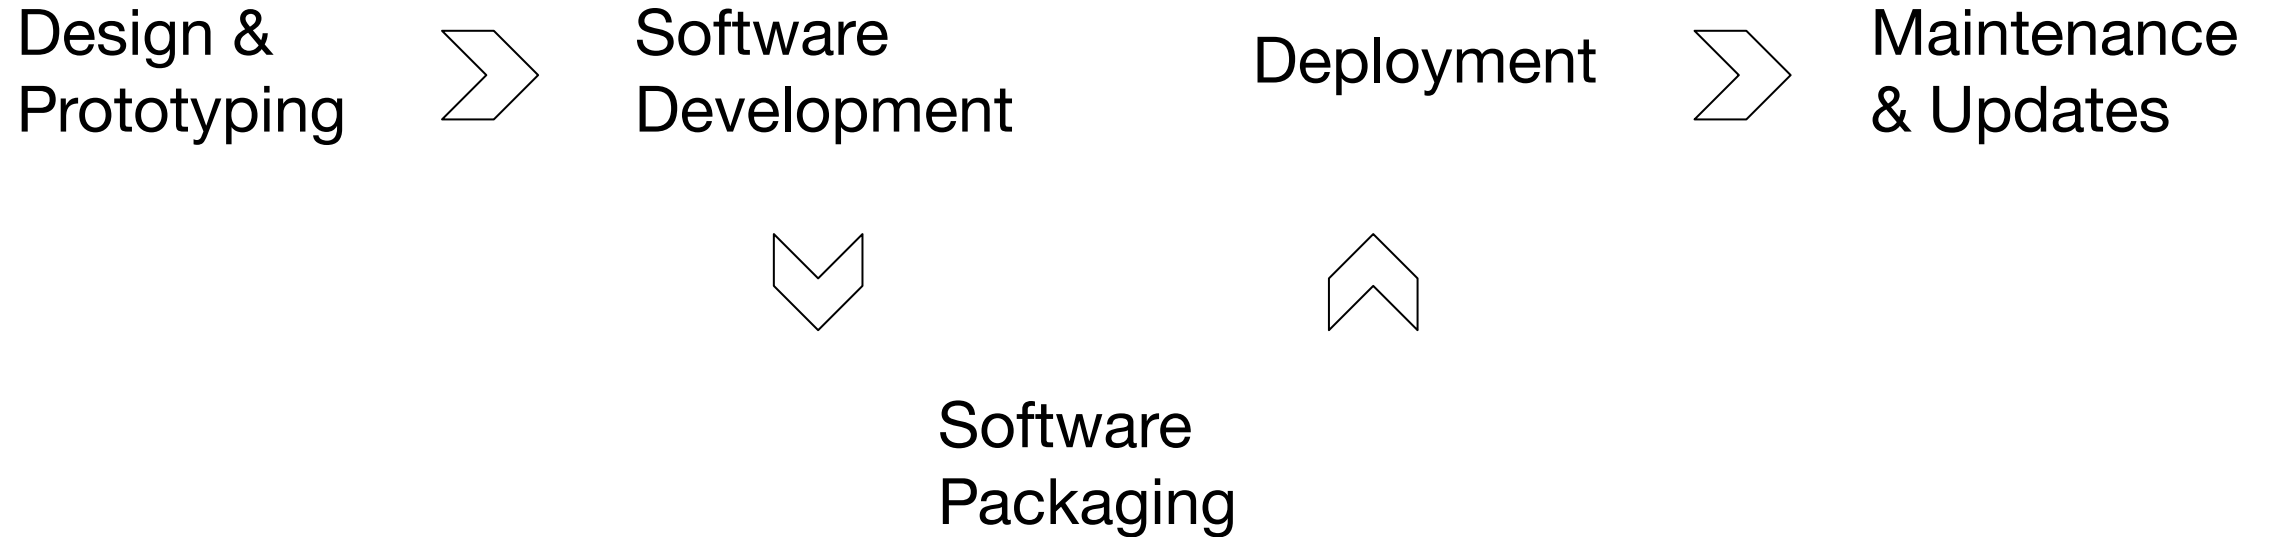 Design &
Prototyping
Software
Development
Software
Packaging
Deployment
Maintenance
& Updates